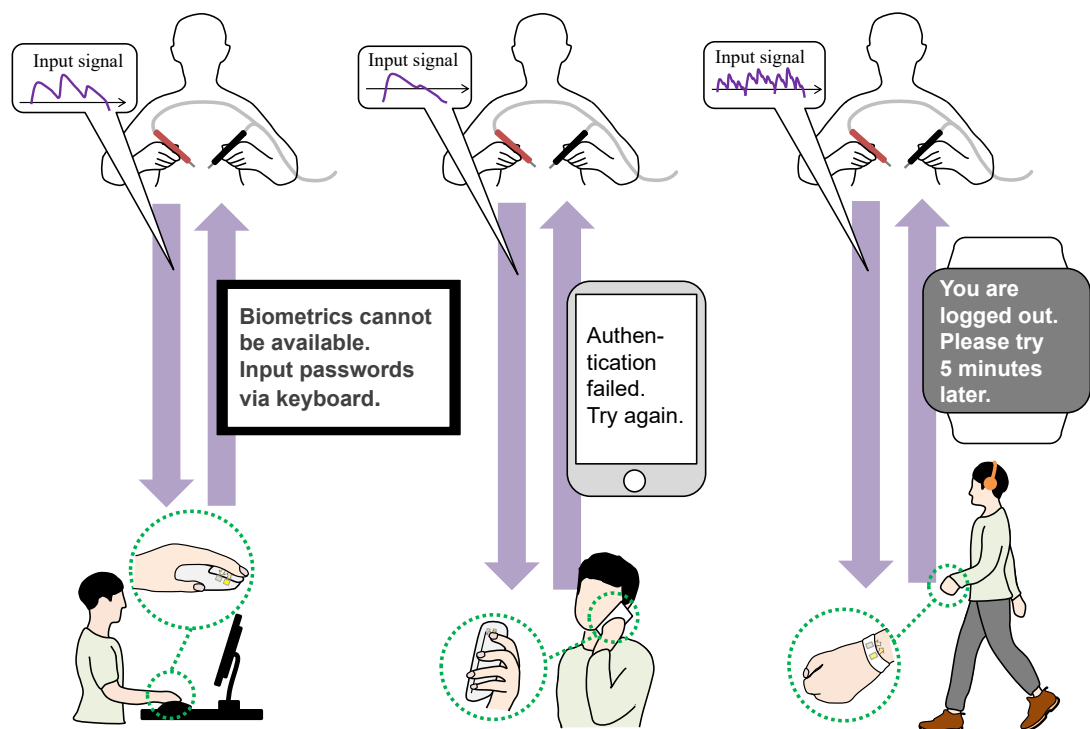 Input signal
Input signal
Input signal
Biometrics cannot
be available.
Input passwords
via keyboard.
Authen-
tication
failed.
Try again.
You are
logged out.
Please try
5 minutes
later.